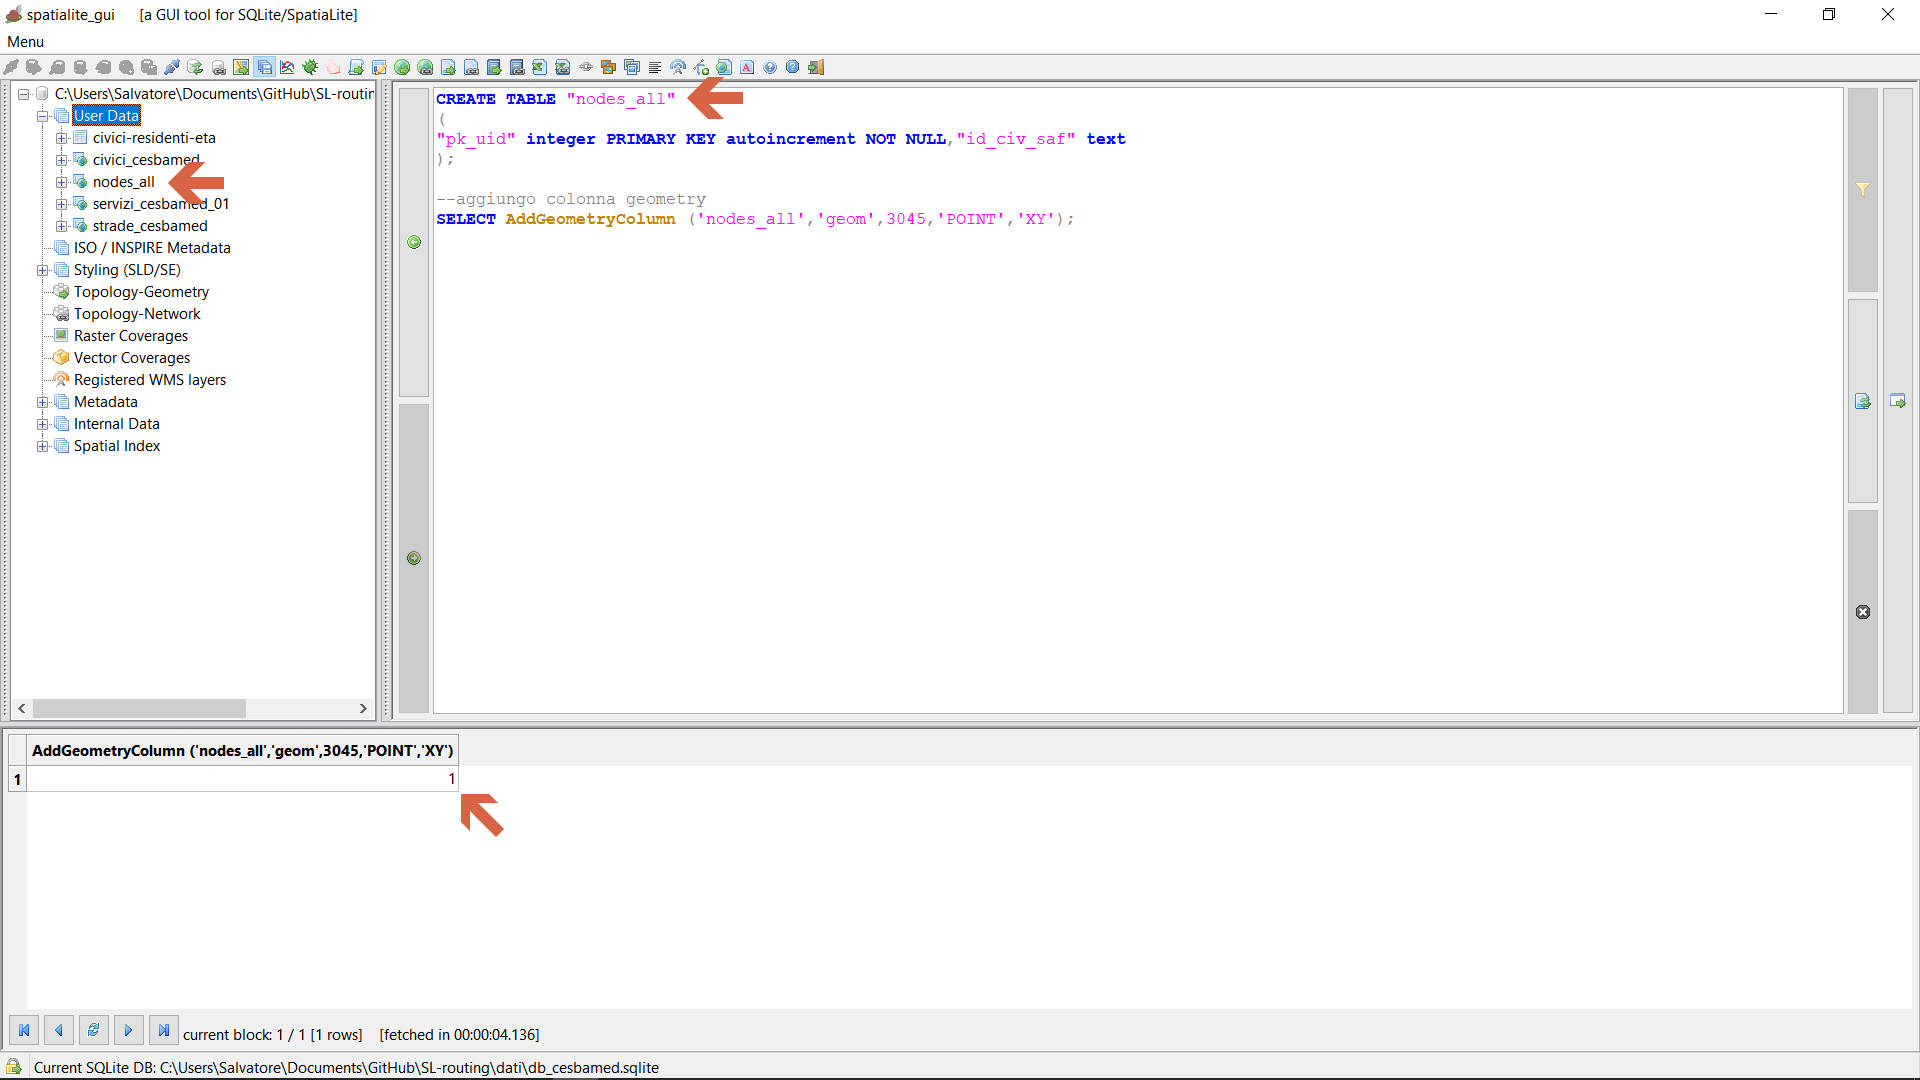 spatialite_gui [a GUI tool for SQLite/SpatiaLite]
Menu
C:\Users\Salvatore\Documents\GitHub\SL-routin
User Data
civici-residenti-eta
civici_cesbamed
nodes_all
servizi_cesbamed_01
strade_cesbamed
ISO / INSPIRE Metadata
Styling (SLD/SE)
Topology-Geometry
Topology-Network
Raster Coverages
Vector Coverages
Registered WMS layers
Metadata
Internal Data
Spatial Index
CREATE TABLE "nodes_all"
(
"pk_uid" integer PRIMARY KEY autoincrement NOT NULL,"id_civ_saf" text
);
--aggiungo colonna geometry
SELECT AddGeometryColumn ('nodes_all','geom',3045,'POINT','XY');
AddGeometryColumn ('nodes_all','geom',3045,'POINT','XY')
1 1
current block: 1 / 1 [1 rows] [fetched in 00:00:04.136]
Current SQLite DB: C:\Users\Salvatore\Documents\GitHub\SL-routing\dati\db_cesbamed.sqlite